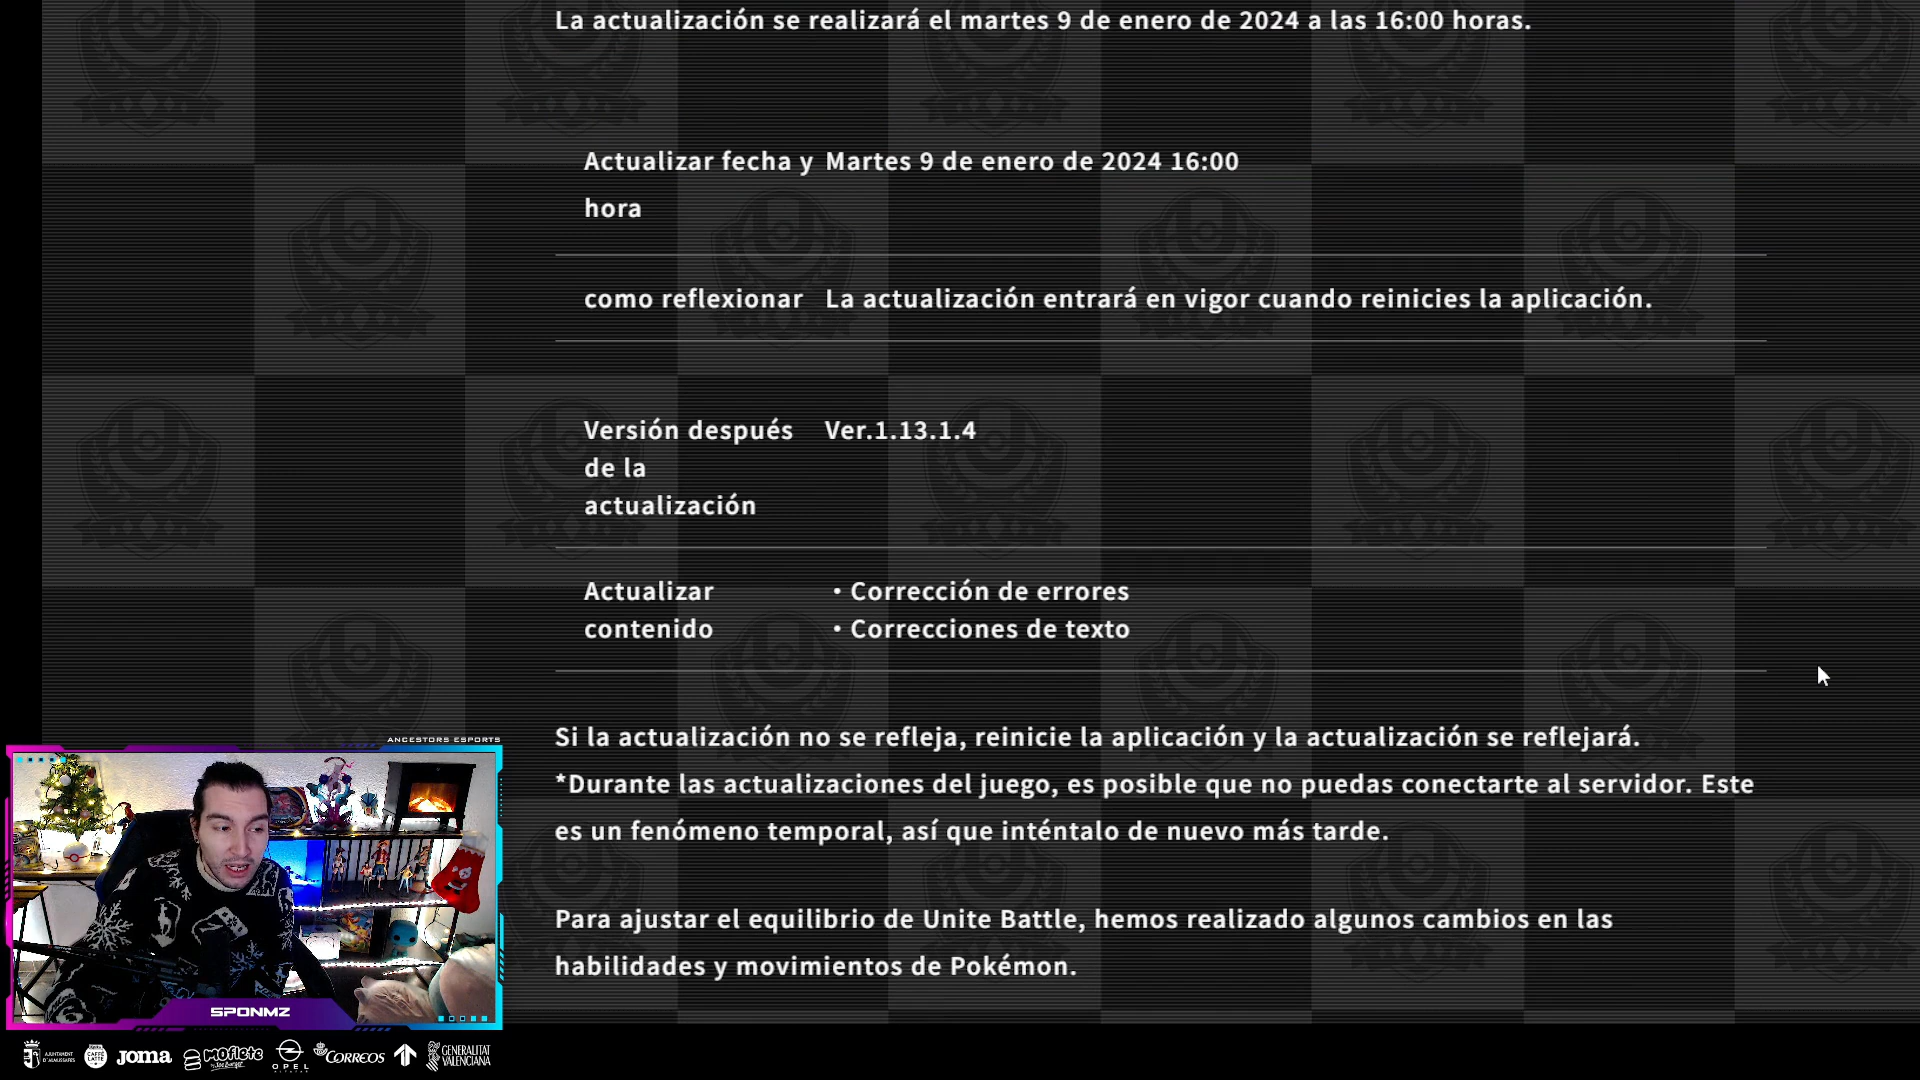 La actualización se realizará el martes 9 de enero de 2024 a las 16:00 horas.
Actualizar fecha y hora
Martes 9 de enero de 2024 16:00
como reflexionar
La actualización entrará en vigor cuando reinicies la aplicación.
Versión después
de la
actualización
Ver.1.13.1.4
Actualizar
contenido
・Corrección de errores
・Correcciones de texto
Si la actualización no se refleja, reinicie la aplicación y la actualización se reflejará.
*Durante las actualizaciones del juego, es posible que no puedas conectarte al servidor. Este
es un fenómeno temporal, así que inténtalo de nuevo más tarde.
Para ajustar el equilibrio de Unite Battle, hemos realizado algunos cambios en las
habilidades y movimientos de Pokémon.
ANCESTORS ESPORTS
SPONMZ
AJUNTAMENT
D'ALMUSSAFES
CAFFÈ
LATTE
Joma
MOFLETE
OPEL
CORREOS
GENERALITAT
VALENCIANA